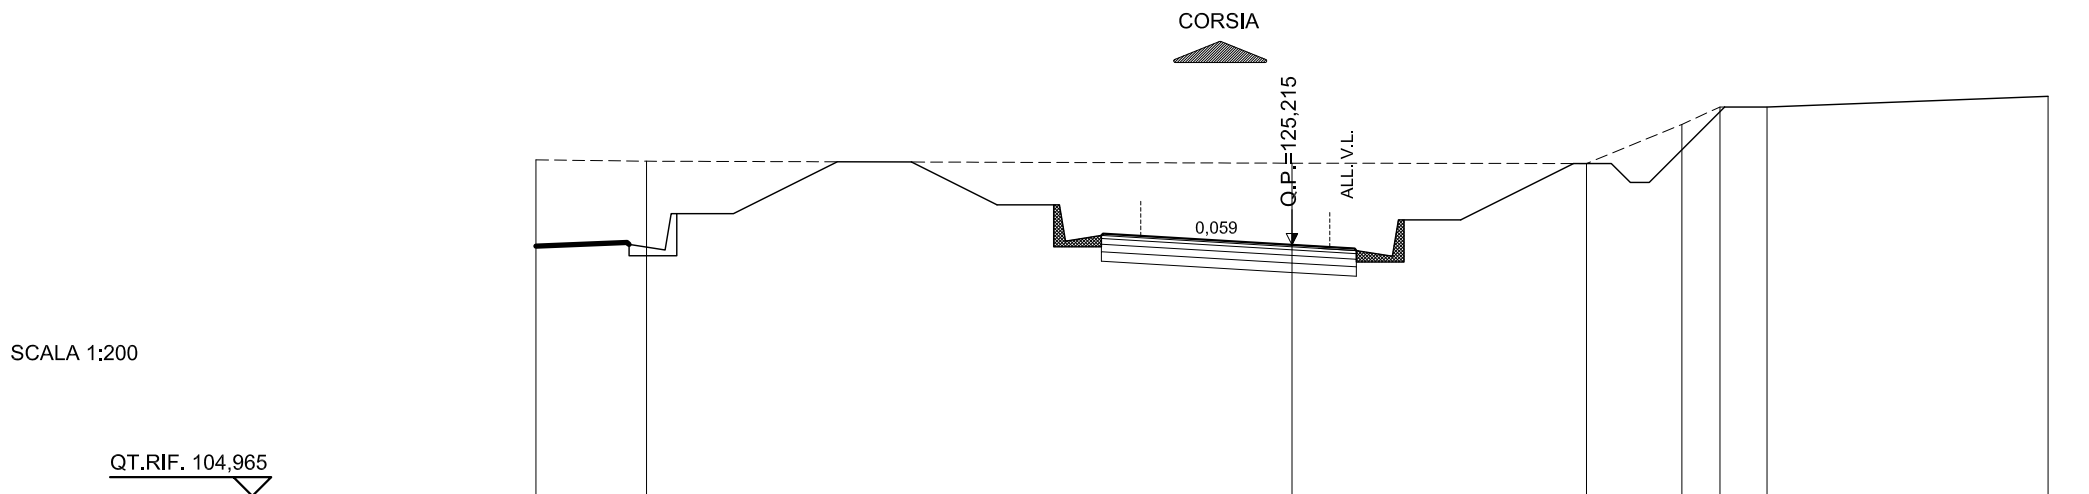 CORSIA
Q.P.=125,215
ALL. V.L.
0,059
SCALA 1:200
QT.RIF. 104,965